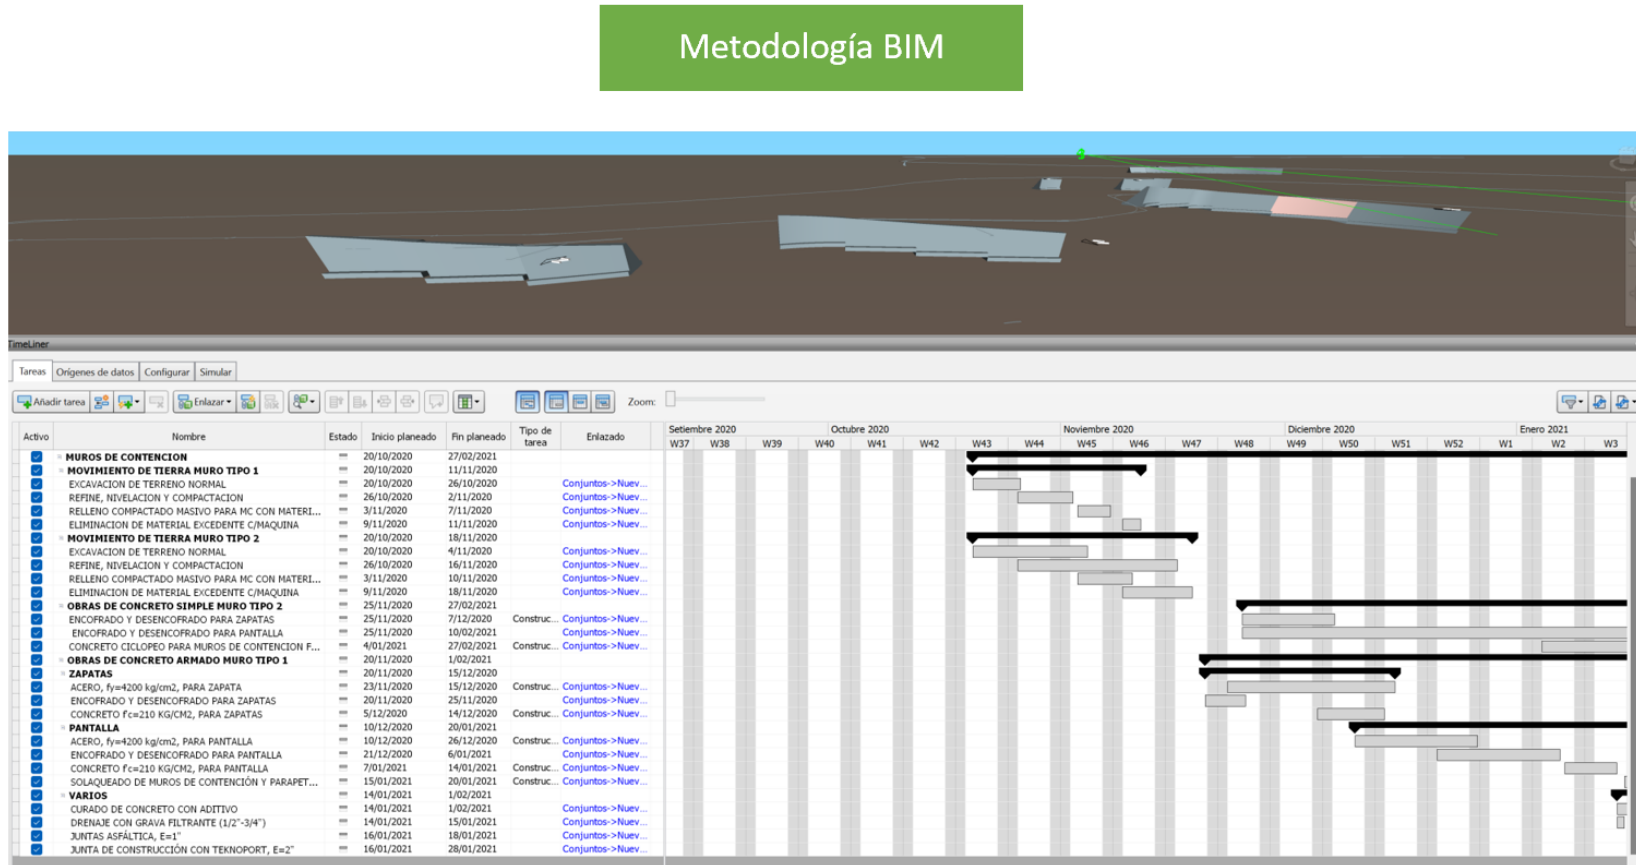 Metodología BIM
TimeLiner
Tareas Orígenes de datos Configurar Simular
Añadir tarea Enlazar Zoom:
Activo Nombre Estado Inicio planeado Fin planeado Tipo de tarea Enlazado
Setiembre 2020 Octubre 2020 Noviembre 2020 Diciembre 2020 Enero 2021
W37 W38 W39 W40 W41 W42 W43 W44 W45 W46 W47 W48 W49 W50 W51 W52 W1 W2 W3
MUROS DE CONTENCION 20/10/2020 27/02/2021
MOVIMIENTO DE TIERRA MURO TIPO 1 20/10/2020 11/11/2020
EXCAVACION DE TERRENO NORMAL 20/10/2020 26/10/2020 Conjuntos->Nuev...
REFINE, NIVELACION Y COMPACTACION 26/10/2020 2/11/2020 Conjuntos->Nuev...
RELLENO COMPACTADO MASIVO PARA MC CON MATERI... 3/11/2020 7/11/2020 Conjuntos->Nuev...
ELIMINACION DE MATERIAL EXCEDENTE C/MAQUINA 9/11/2020 11/11/2020 Conjuntos->Nuev...
MOVIMIENTO DE TIERRA MURO TIPO 2 20/10/2020 18/11/2020
EXCAVACION DE TERRENO NORMAL 20/10/2020 4/11/2020 Conjuntos->Nuev...
REFINE, NIVELACION Y COMPACTACION 26/10/2020 16/11/2020 Conjuntos->Nuev...
RELLENO COMPACTADO MASIVO PARA MC CON MATERI... 3/11/2020 10/11/2020 Conjuntos->Nuev...
ELIMINACION DE MATERIAL EXCEDENTE C/MAQUINA 9/11/2020 18/11/2020 Conjuntos->Nuev...
OBRAS DE CONCRETO SIMPLE MURO TIPO 2 25/11/2020 27/02/2021
ENCOFRADO Y DESENCOFRADO PARA ZAPATAS 25/11/2020 7/12/2020 Construc... Conjuntos->Nuev...
ENCOFRADO Y DESENCOFRADO PARA PANTALLA 25/11/2020 10/02/2021 Conjuntos->Nuev...
CONCRETO CICLOPEO PARA MUROS DE CONTENCION F... 4/01/2021 27/02/2021 Construc... Conjuntos->Nuev...
OBRAS DE CONCRETO ARMADO MURO TIPO 1 20/11/2020 1/02/2021
ZAPATAS 20/11/2020 15/12/2020
ACERO, fy=4200 kg/cm2, PARA ZAPATA 23/11/2020 15/12/2020 Construc... Conjuntos->Nuev...
ENCOFRADO Y DESENCOFRADO PARA ZAPATAS 20/11/2020 25/11/2020 Conjuntos->Nuev...
CONCRETO f'c=210 KG/CM2, PARA ZAPATAS 5/12/2020 14/12/2020 Construc... Conjuntos->Nuev...
PANTALLA 10/12/2020 20/01/2021
ACERO, fy=4200 kg/cm2, PARA PANTALLA 10/12/2020 26/12/2020 Construc... Conjuntos->Nuev...
ENCOFRADO Y DESENCOFRADO PARA PANTALLA 21/12/2020 6/01/2021 Conjuntos->Nuev...
CONCRETO f'c=210 KG/CM2, PARA PANTALLA 7/01/2021 14/01/2021 Construc... Conjuntos->Nuev...
SOLAQUEADO DE MUROS DE CONTENCIÓN Y PARAPET... 15/01/2021 20/01/2021 Construc... Conjuntos->Nuev...
VARIOS 14/01/2021 1/02/2021
CURADO DE CONCRETO CON ADITIVO 14/01/2021 1/02/2021 Conjuntos->Nuev...
DRENAJE CON GRAVA FILTRANTE (1/2"-3/4") 14/01/2021 15/01/2021 Conjuntos->Nuev...
JUNTAS ASFÁLTICA, E=1" 16/01/2021 18/01/2021 Conjuntos->Nuev...
JUNTA DE CONSTRUCCIÓN CON TEKNOPORT, E=2" 16/01/2021 28/01/2021 Conjuntos->Nuev...